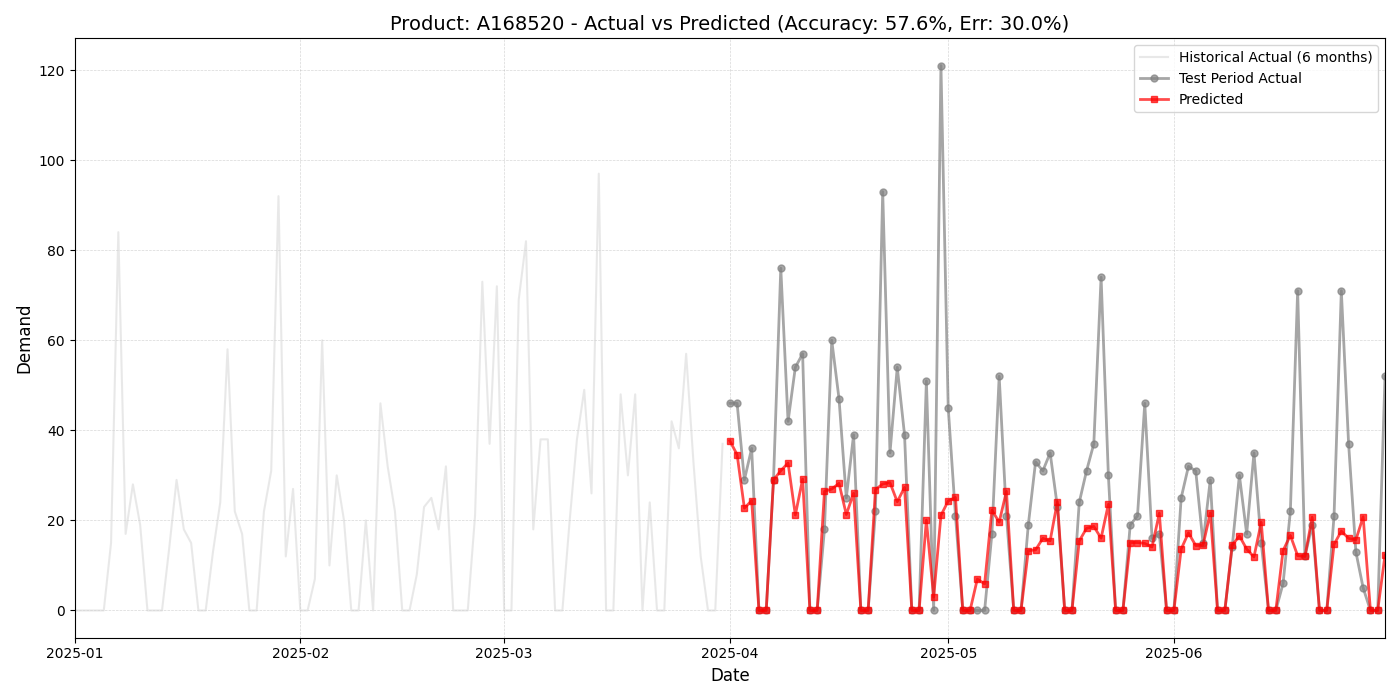 Product: A168520 - Actual vs Predicted (Accuracy: 57.6%, Err: 30.0%)
Historical Actual (6 months)
Test Period Actual
Predicted
Demand
120
100
80
60
40
20
0
2025-01
2025-02
2025-03
2025-04
2025-05
2025-06
Date